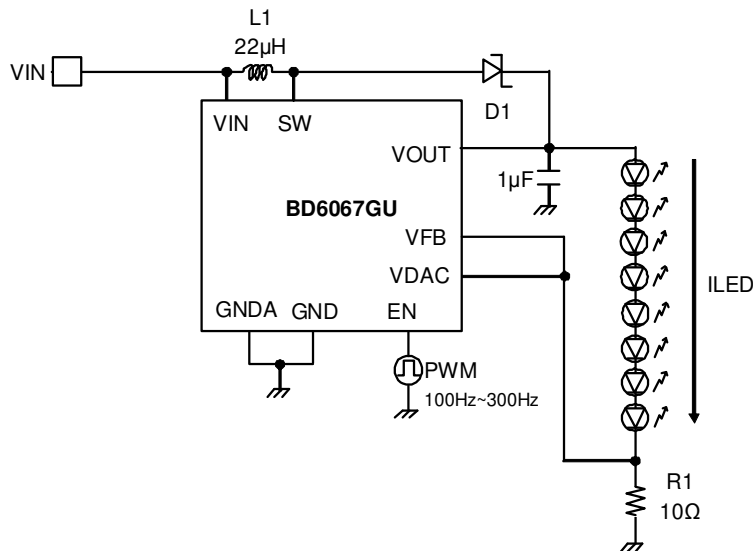 L1
22μH
VIN
VIN
SW
D1
VOUT
1μF
BD6067GU
VFB
VDAC
ILED
GNDA
GND
EN
PWM
100Hz~300Hz
R1
10Ω